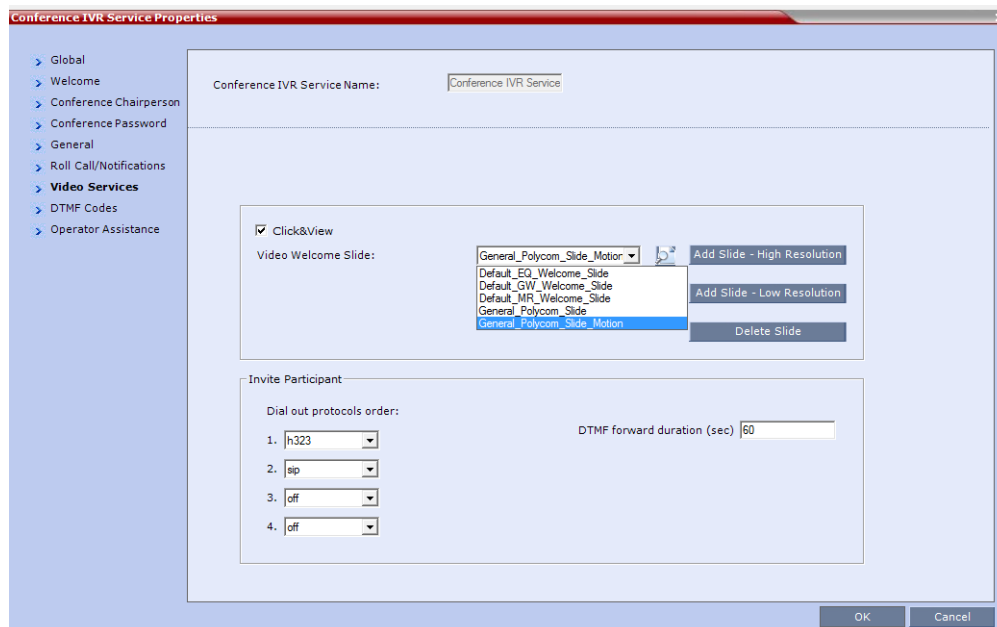 Conference IVR Service Properties
Global
Welcome
Conference Chairperson
Conference Password
General
Roll Call/Notifications
Video Services
DTMF Codes
Operator Assistance
Conference IVR Service Name: Conference IVR Service
Click&View
Video Welcome Slide: General_Polycom_Slide_Motion Add Slide - High Resolution
Default_EQ_Welcome_Slide
Default_GW_Welcome_Slide
Default_MR_Welcome_Slide
General_Polycom_Slide
General_Polycom_Slide_Motion
Add Slide - Low Resolution
Delete Slide
Invite Participant
Dial out protocols order:
DTMF forward duration (sec) 60
1. h323
2. sip
3. off
4. off
OK Cancel